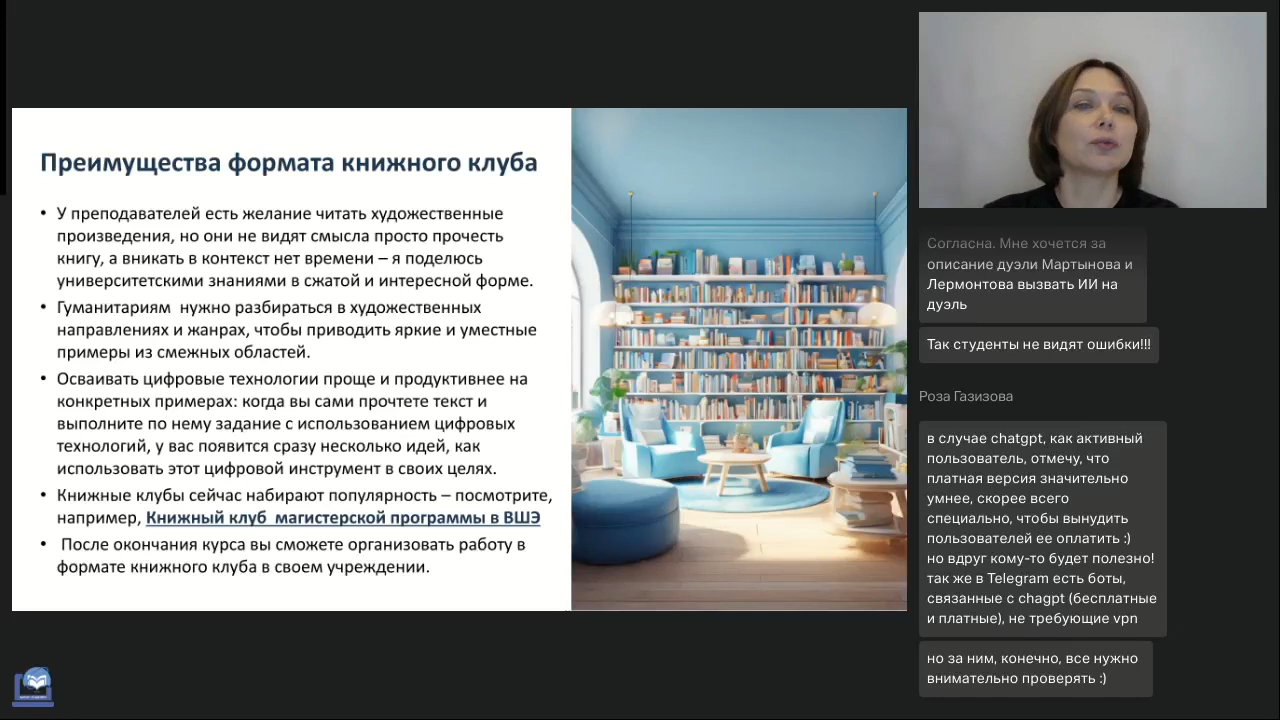 Преимущества формата книжного клуба
• У преподавателей есть желание читать художественные
произведения, но они не видят смысла просто прочесть
книгу, а вникать в контекст нет времени – я поделюсь
университетскими знаниями в сжатой и интересной форме.
• Гуманитариям нужно разбираться в художественных
направлениях и жанрах, чтобы приводить яркие и уместные
примеры из смежных областей.
• Осваивать цифровые технологии проще и продуктивнее на
конкретных примерах: когда вы сами прочтете текст и
выполните по нему задание с использованием цифровых
технологий, у вас появится сразу несколько идей, как
использовать этот цифровой инструмент в своих целях.
• Книжные клубы сейчас набирают популярность – посмотрите,
например, Книжный клуб магистерской программы в ВШЭ
• После окончания курса вы сможете организовать работу в
формате книжного клуба в своем учреждении.
Согласна. Мне хочется за
описание дуэли Мартынова и
Лермонтова вызвать ИИ на
дуэль
Так студенты не видят ошибки!!!
Роза Газизова
в случае chatgpt, как активный
пользователь, отмечу, что
платная версия значительно
умнее, скорее всего
специально, чтобы вынудить
пользователей ее оплатить :)
но вдруг кому-то будет полезно!
так же в Telegram есть боты,
связанные с chagpt (бесплатные
и платные), не требующие vpn
но за ним, конечно, все нужно
внимательно проверять :)